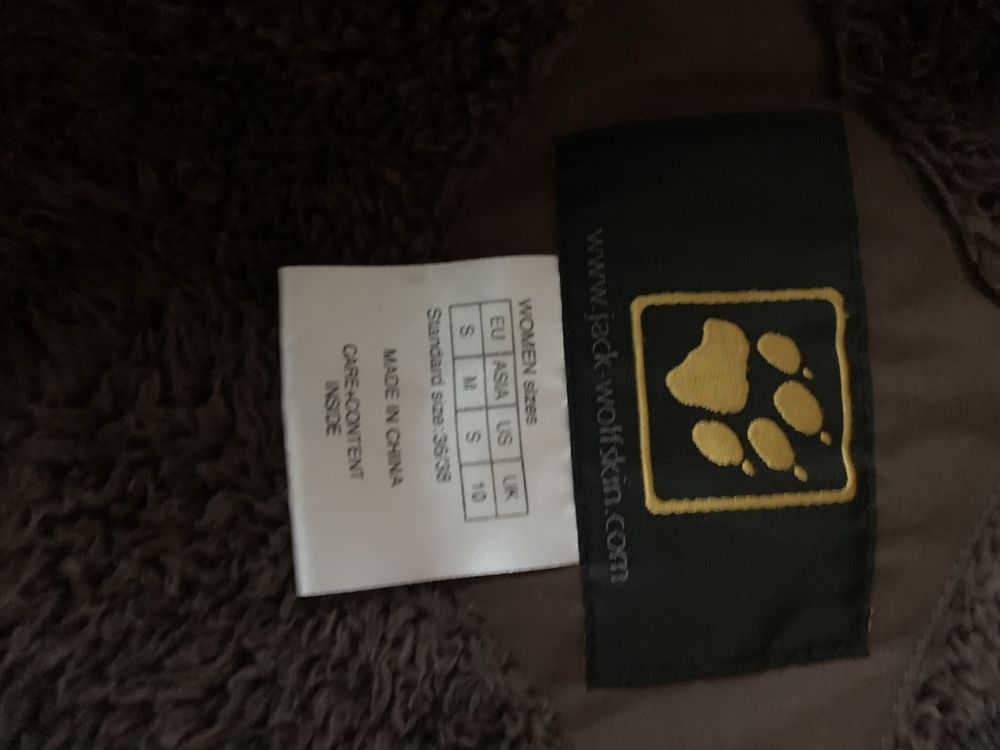 www.jack-wolfskin.com
WOMEN sizes
EU ASIA US UK
S M S 10
Standard size:36/38
MADE IN CHINA
CARE+CONTENT
INSIDE